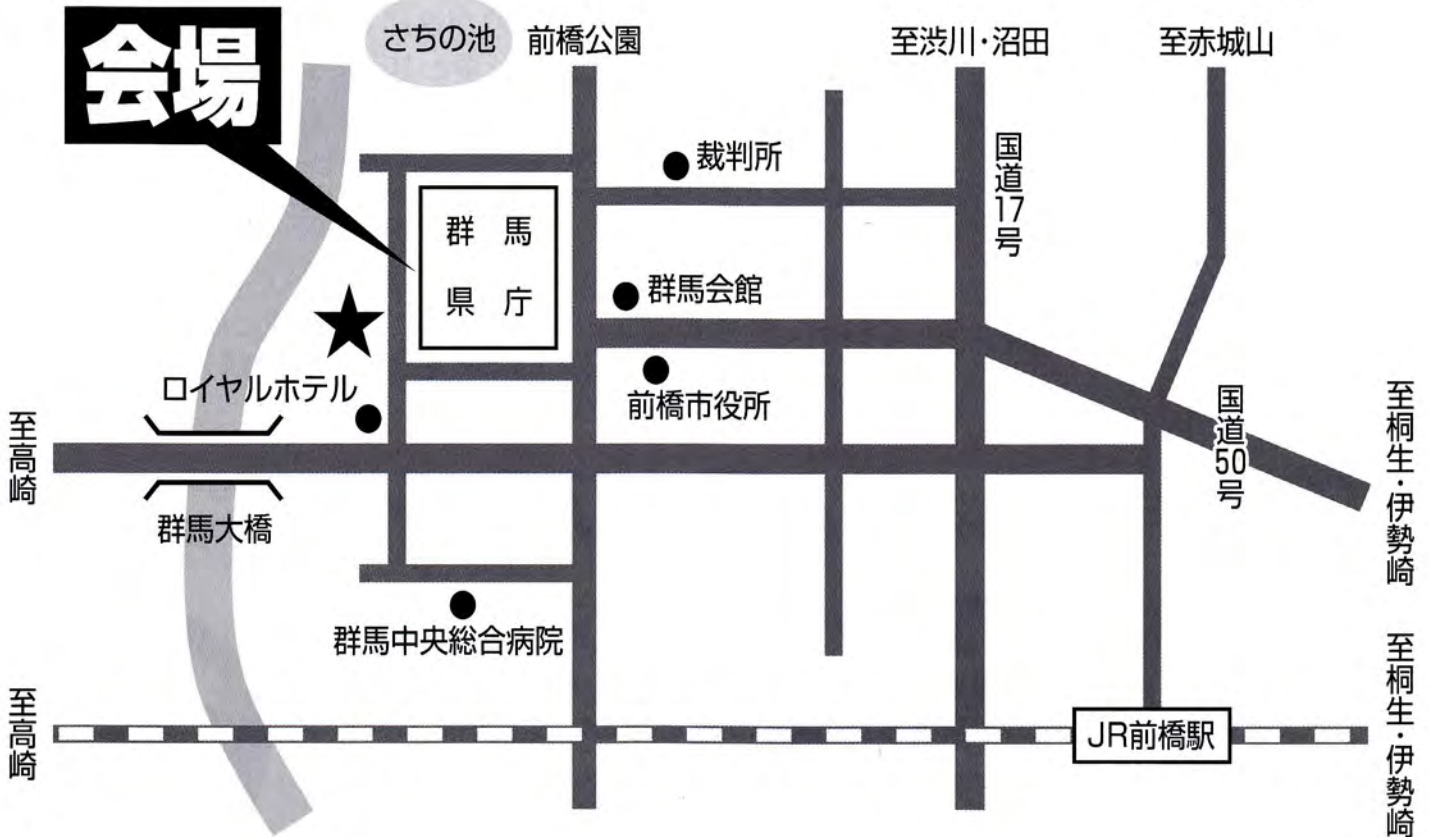 会場
さちの池
前橋公園
至渋川・沼田
至赤城山
裁判所
国道17号
群馬
県庁
群馬会館
ロイヤルホテル
前橋市役所
至高崎
国道50号
至桐生・伊勢崎
群馬大橋
群馬中央総合病院
至高崎
JR前橋駅
至桐生・伊勢崎